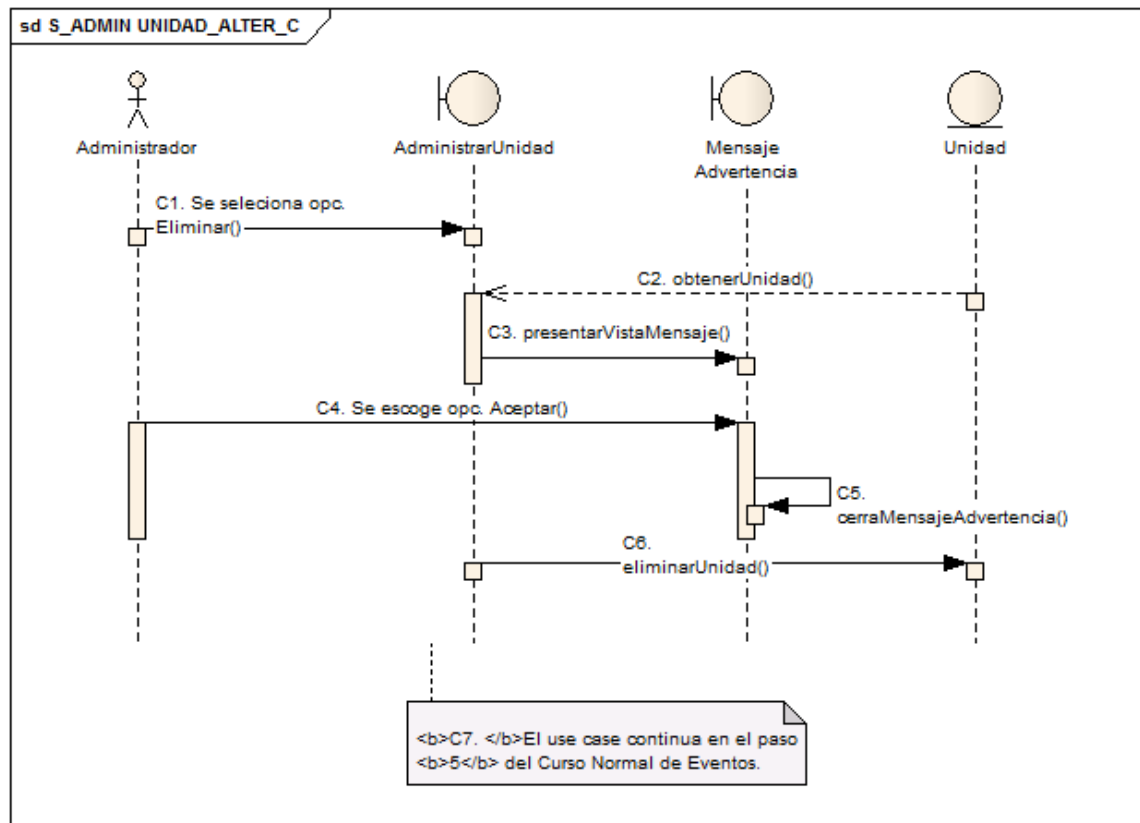 sd S_ADMIN UNIDAD_ALTER_C
Administrador
AdministrarUnidad
Mensaje
Advertencia
Unidad
C1. Se seleciona opc.
Eliminar()
C2. obtenerUnidad()
C3. presentarVistaMensaje()
C4. Se escoge opc. Aceptar()
C5.
cerraMensajeAdvertencia()
C6.
eliminarUnidad()
<b>C7. </b>El use case continua en el paso
<b>5</b> del Curso Normal de Eventos.